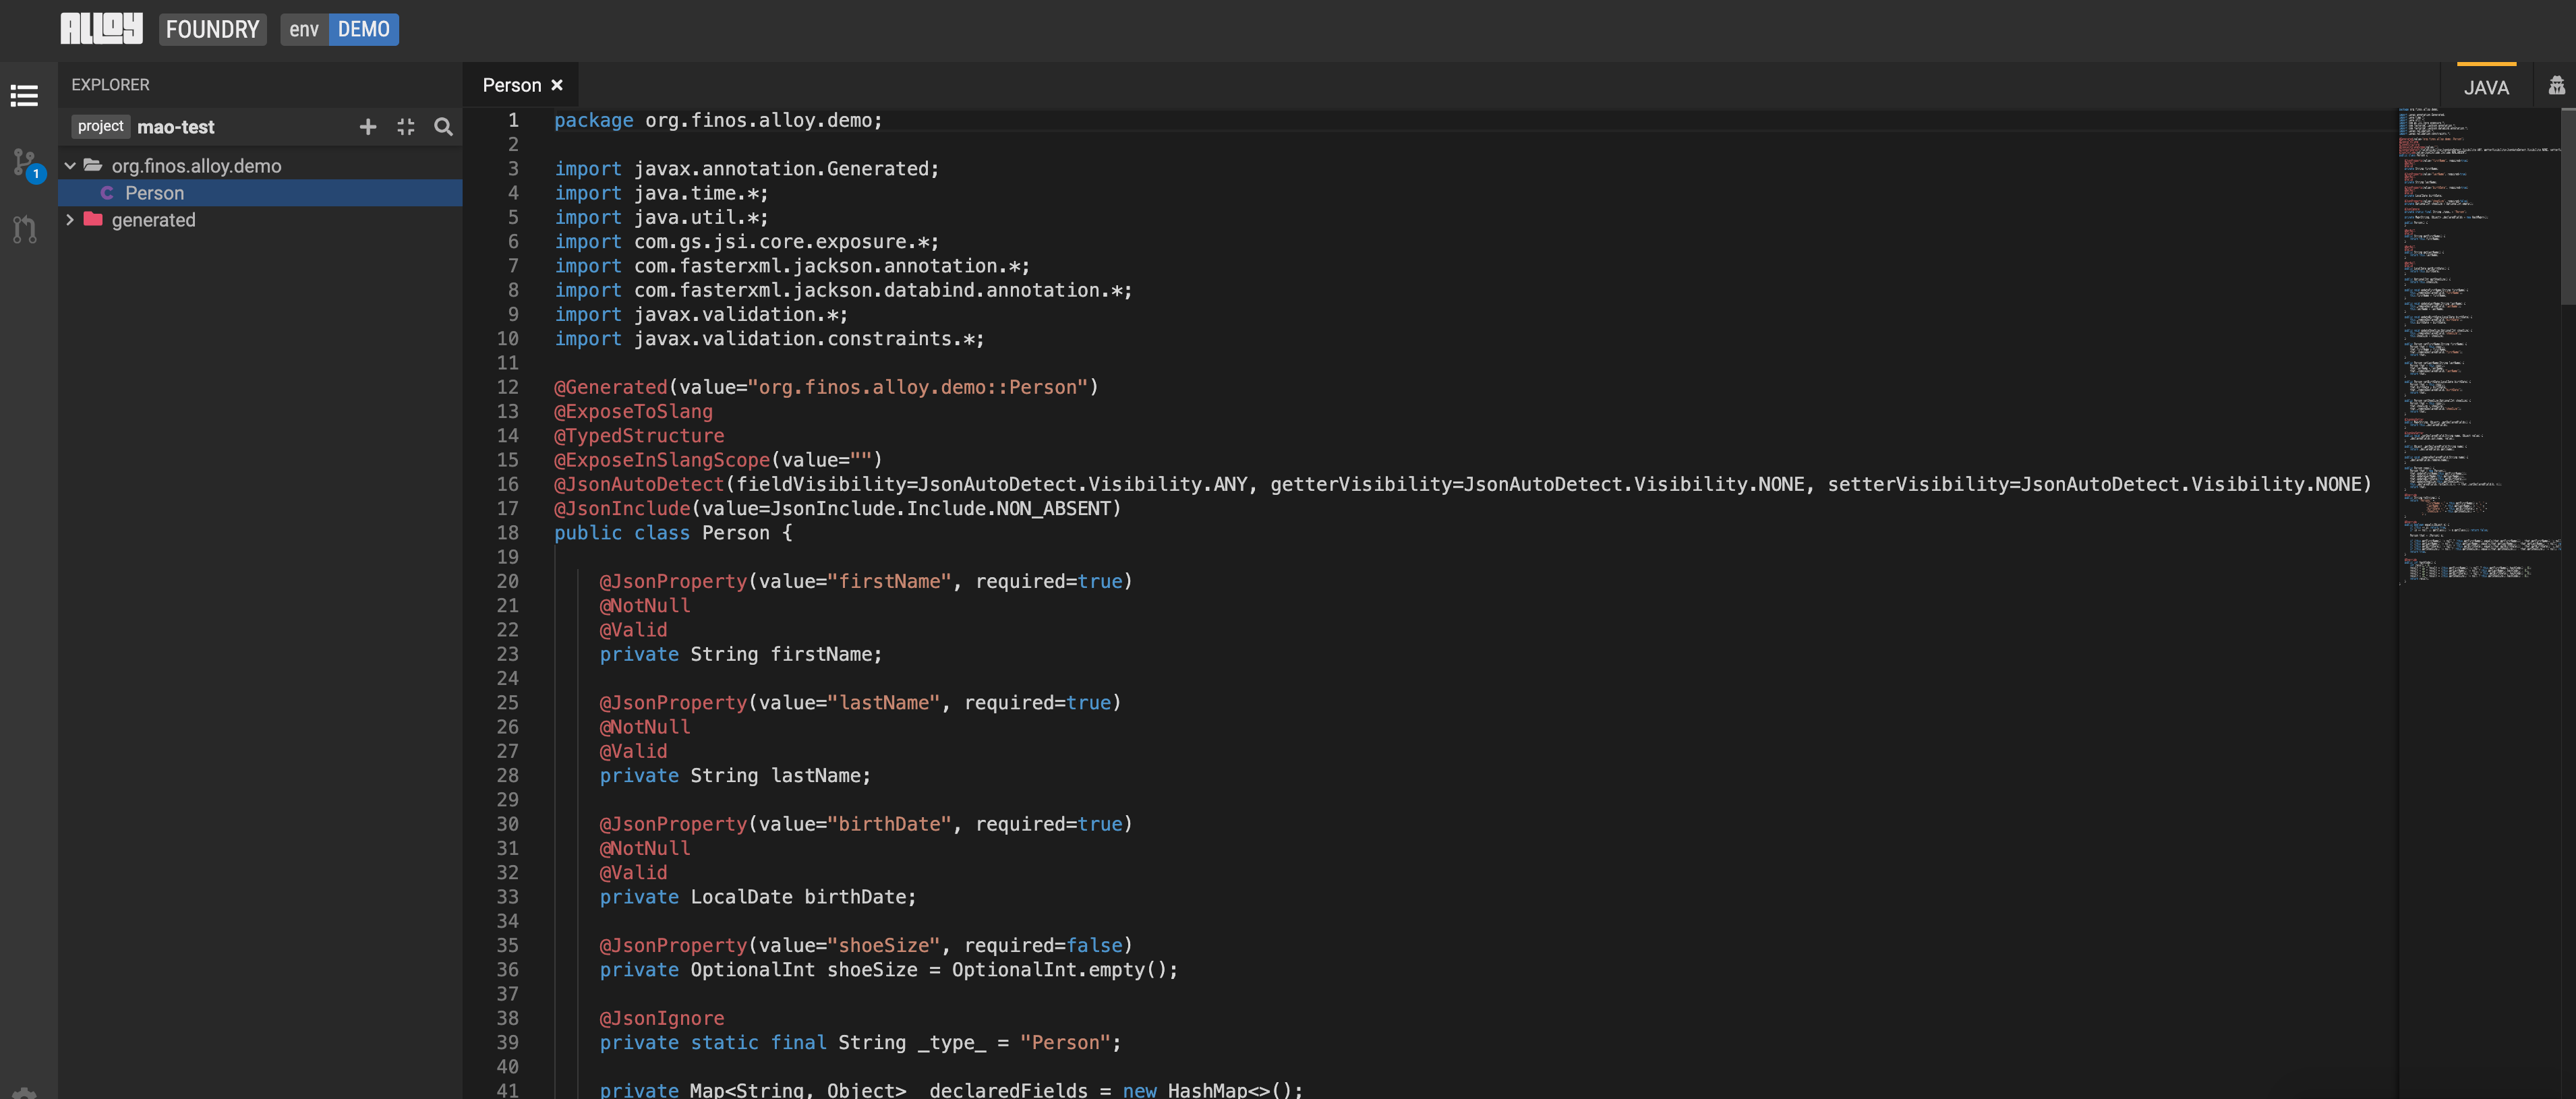 ALLOY FOUNDRY env DEMO
EXPLORER
project mao-test
org.finos.alloy.demo
C Person
generated
1
Person ×
JAVA
1 package org.finos.alloy.demo;
2
3 import javax.annotation.Generated;
4 import java.time.*;
5 import java.util.*;
6 import com.gs.jsi.core.exposure.*;
7 import com.fasterxml.jackson.annotation.*;
8 import com.fasterxml.jackson.databind.annotation.*;
9 import javax.validation.*;
10 import javax.validation.constraints.*;
11
12 @Generated(value="org.finos.alloy.demo::Person")
13 @ExposeToSlang
14 @TypedStructure
15 @ExposeInSlangScope(value="")
16 @JsonAutoDetect(fieldVisibility=JsonAutoDetect.Visibility.ANY, getterVisibility=JsonAutoDetect.Visibility.NONE, setterVisibility=JsonAutoDetect.Visibility.NONE)
17 @JsonInclude(value=JsonInclude.Include.NON_ABSENT)
18 public class Person {
19
20 @JsonProperty(value="firstName", required=true)
21 @NotNull
22 @Valid
23 private String firstName;
24
25 @JsonProperty(value="lastName", required=true)
26 @NotNull
27 @Valid
28 private String lastName;
29
30 @JsonProperty(value="birthDate", required=true)
31 @NotNull
32 @Valid
33 private LocalDate birthDate;
34
35 @JsonProperty(value="shoeSize", required=false)
36 private OptionalInt shoeSize = OptionalInt.empty();
37
38 @JsonIgnore
39 private static final String _type_ = "Person";
40
41 private Map<String, Object> _declaredFields = new HashMap<>();